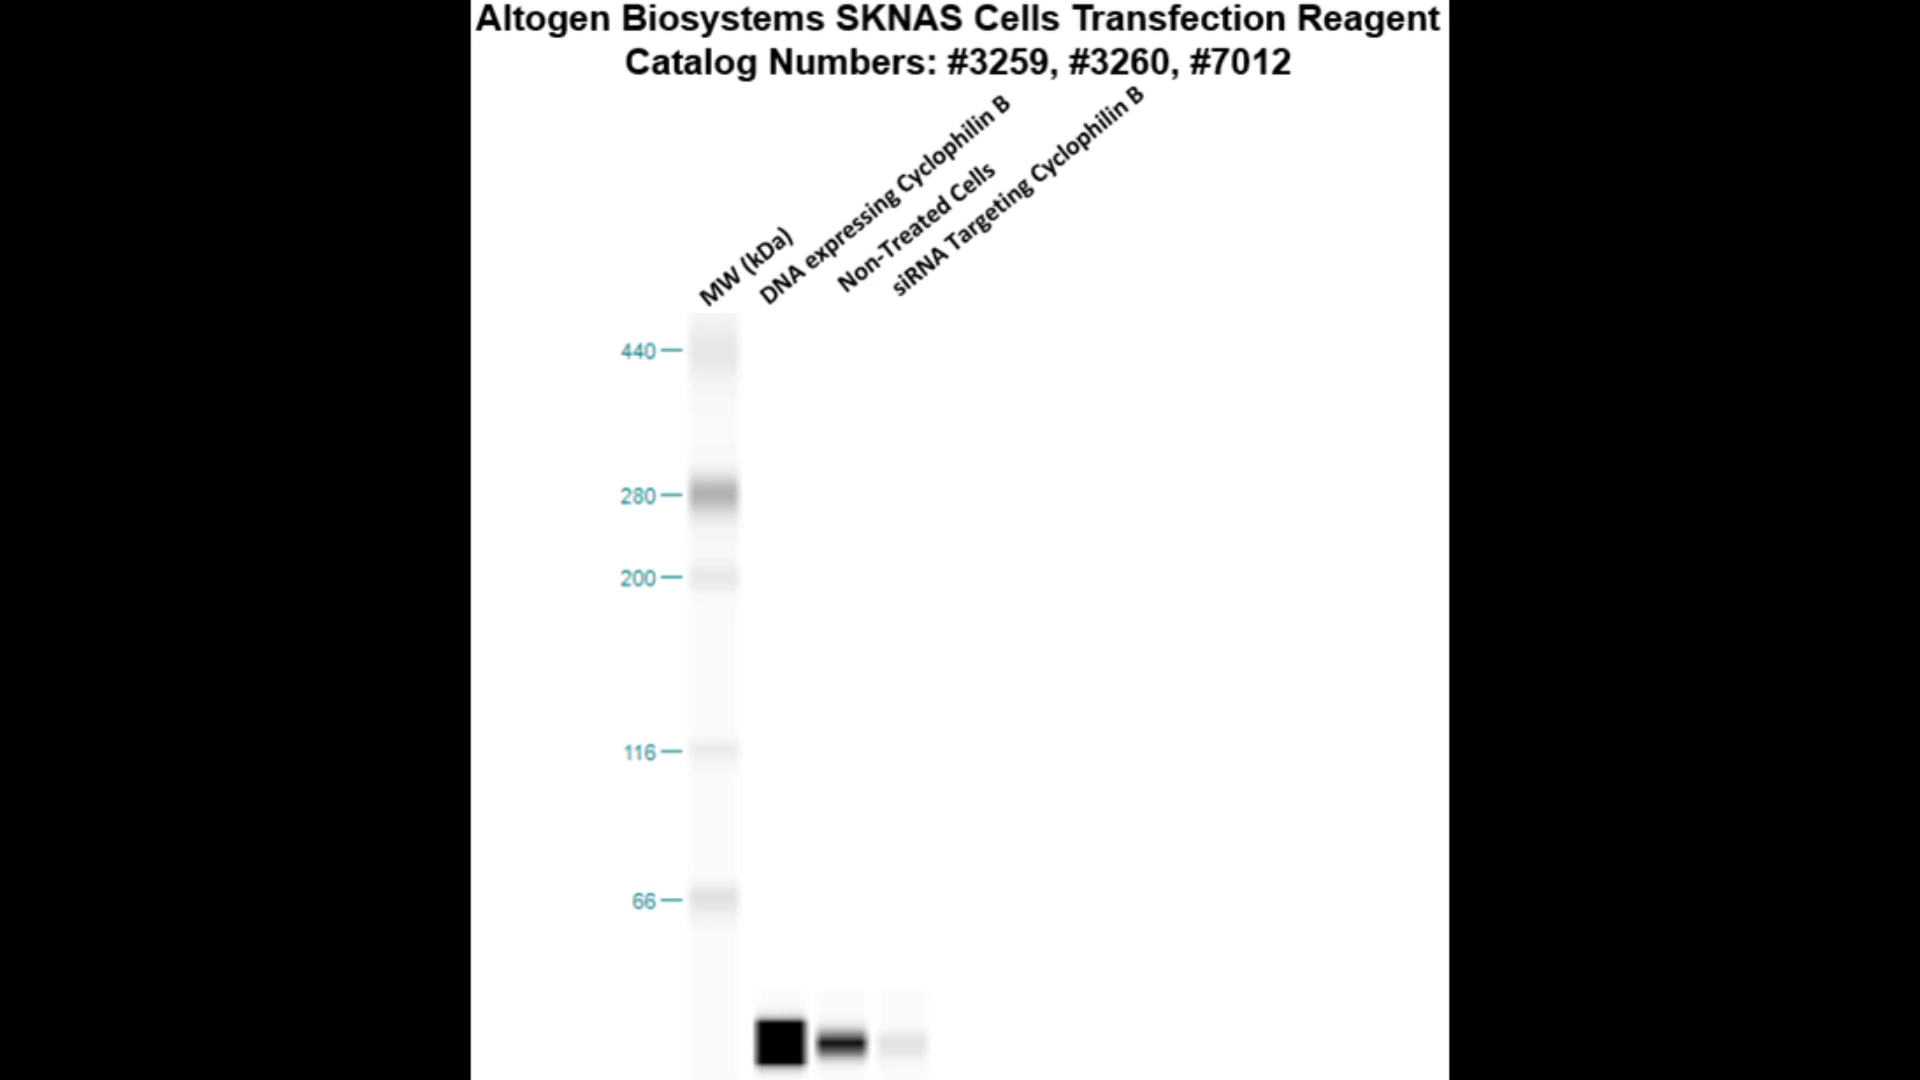 Altogen Biosystems SKNAS Cells Transfection Reagent
Catalog Numbers: #3259, #3260, #7012
MW (kDa)
DNA expressing Cyclophilin B
Non-Treated Cells
siRNA Targeting Cyclophilin B
440
280
200
116
66